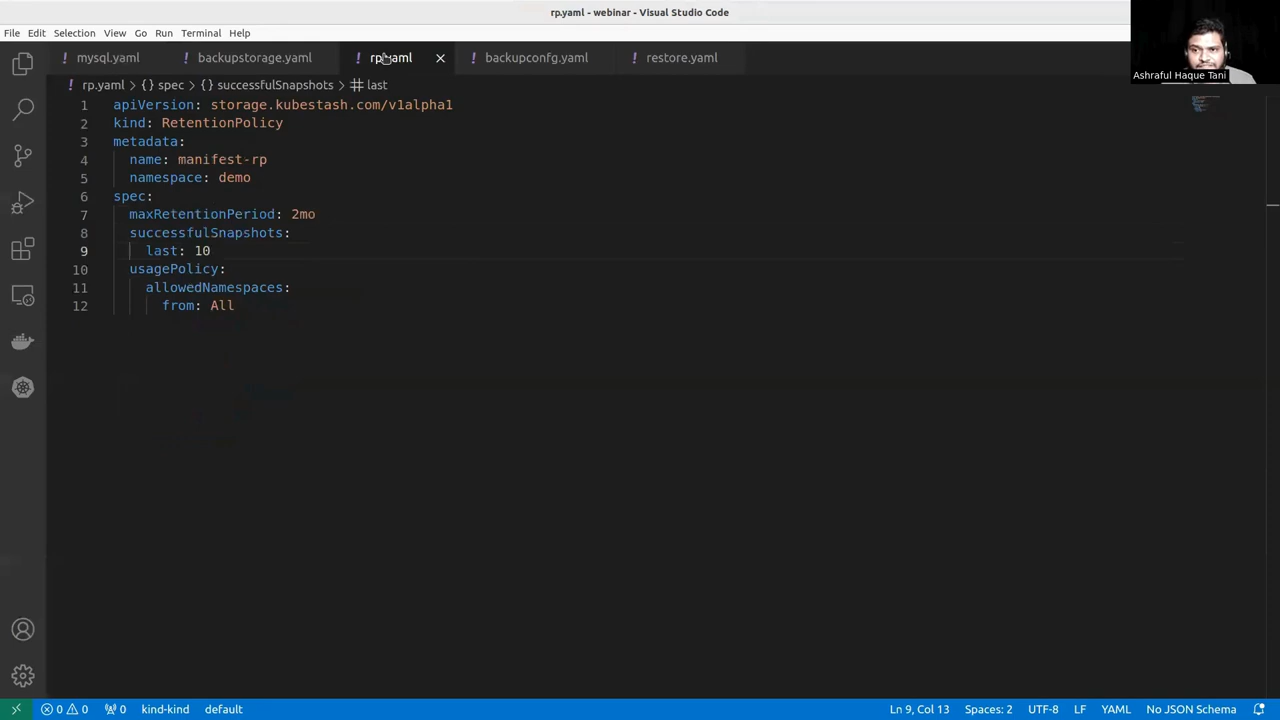 rp.yaml - webinar - Visual Studio Code
File Edit Selection View Go Run Terminal Help
! mysql.yaml ! backupstorage.yaml ! rp.yaml × ! backupconfg.yaml ! restore.yaml
Ashraful Haque Tani
! rp.yaml > {} spec > {} successfulSnapshots > # last
1 apiVersion: storage.kubestash.com/v1alpha1
2 kind: RetentionPolicy
3 metadata:
4 name: manifest-rp
5 namespace: demo
6 spec:
7 maxRetentionPeriod: 2mo
8 successfulSnapshots:
9 last: 10
10 usagePolicy:
11 allowedNamespaces:
12 from: All
0 0 0 kind-kind default Ln 9, Col 13 Spaces: 2 UTF-8 LF YAML No JSON Schema